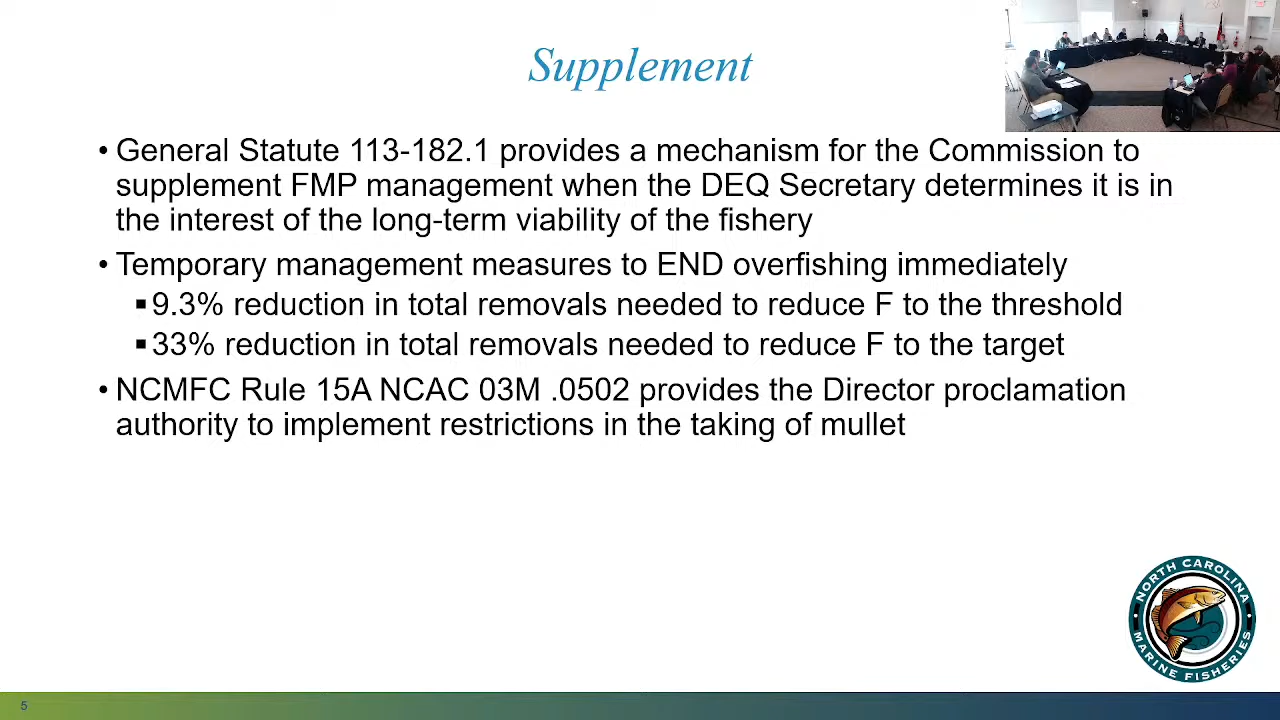 Supplement
• General Statute 113-182.1 provides a mechanism for the Commission to
supplement FMP management when the DEQ Secretary determines it is in
the interest of the long-term viability of the fishery
• Temporary management measures to END overfishing immediately
▪ 9.3% reduction in total removals needed to reduce F to the threshold
▪ 33% reduction in total removals needed to reduce F to the target
• NCMFC Rule 15A NCAC 03M .0502 provides the Director proclamation
authority to implement restrictions in the taking of mullet
NORTH CAROLINA
MARINE FISHERIES
5